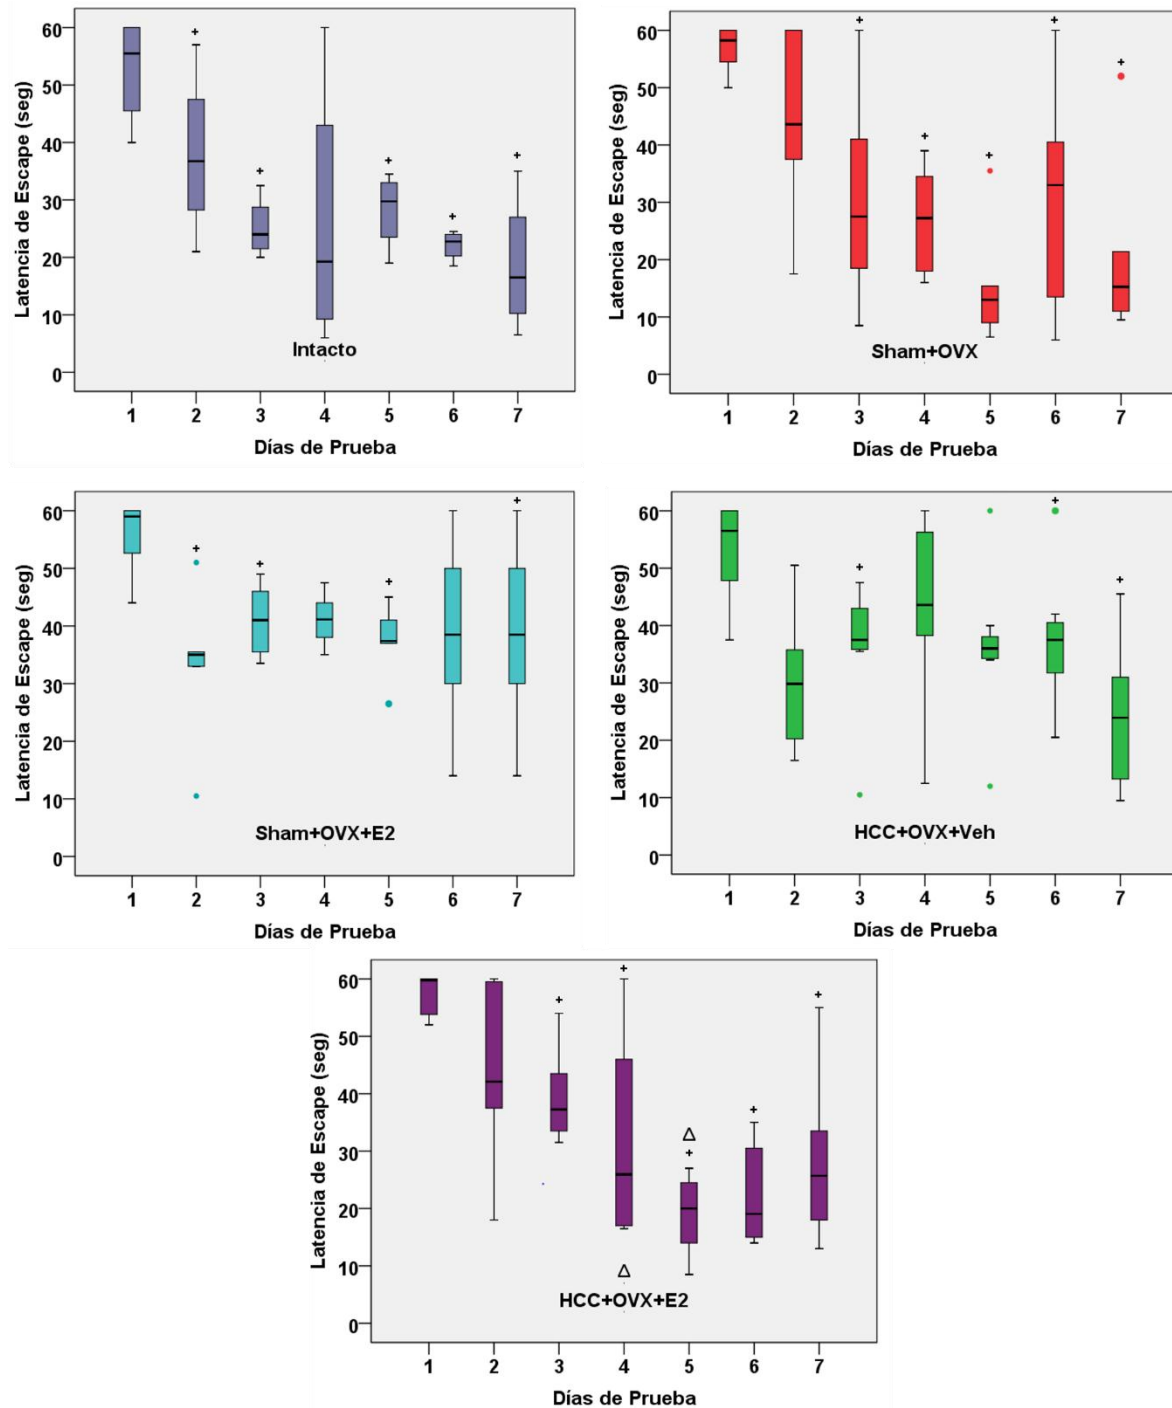 Latencia de Escape (seg)
60
50
40
30
20
10
0
+ + + + +
Intacto
1 2 3 4 5 6 7
Días de Prueba
Latencia de Escape (seg)
60
50
40
30
20
10
0
+ + + + +
Sham+OVX
1 2 3 4 5 6 7
Días de Prueba
Latencia de Escape (seg)
60
50
40
30
20
10
0
+ + + +
Sham+OVX+E2
1 2 3 4 5 6 7
Días de Prueba
Latencia de Escape (seg)
60
50
40
30
20
10
0
+ + +
HCC+OVX+Veh
1 2 3 4 5 6 7
Días de Prueba
Latencia de Escape (seg)
60
50
40
30
20
10
0
+ + + + +
Δ Δ
HCC+OVX+E2
1 2 3 4 5 6 7
Días de Prueba